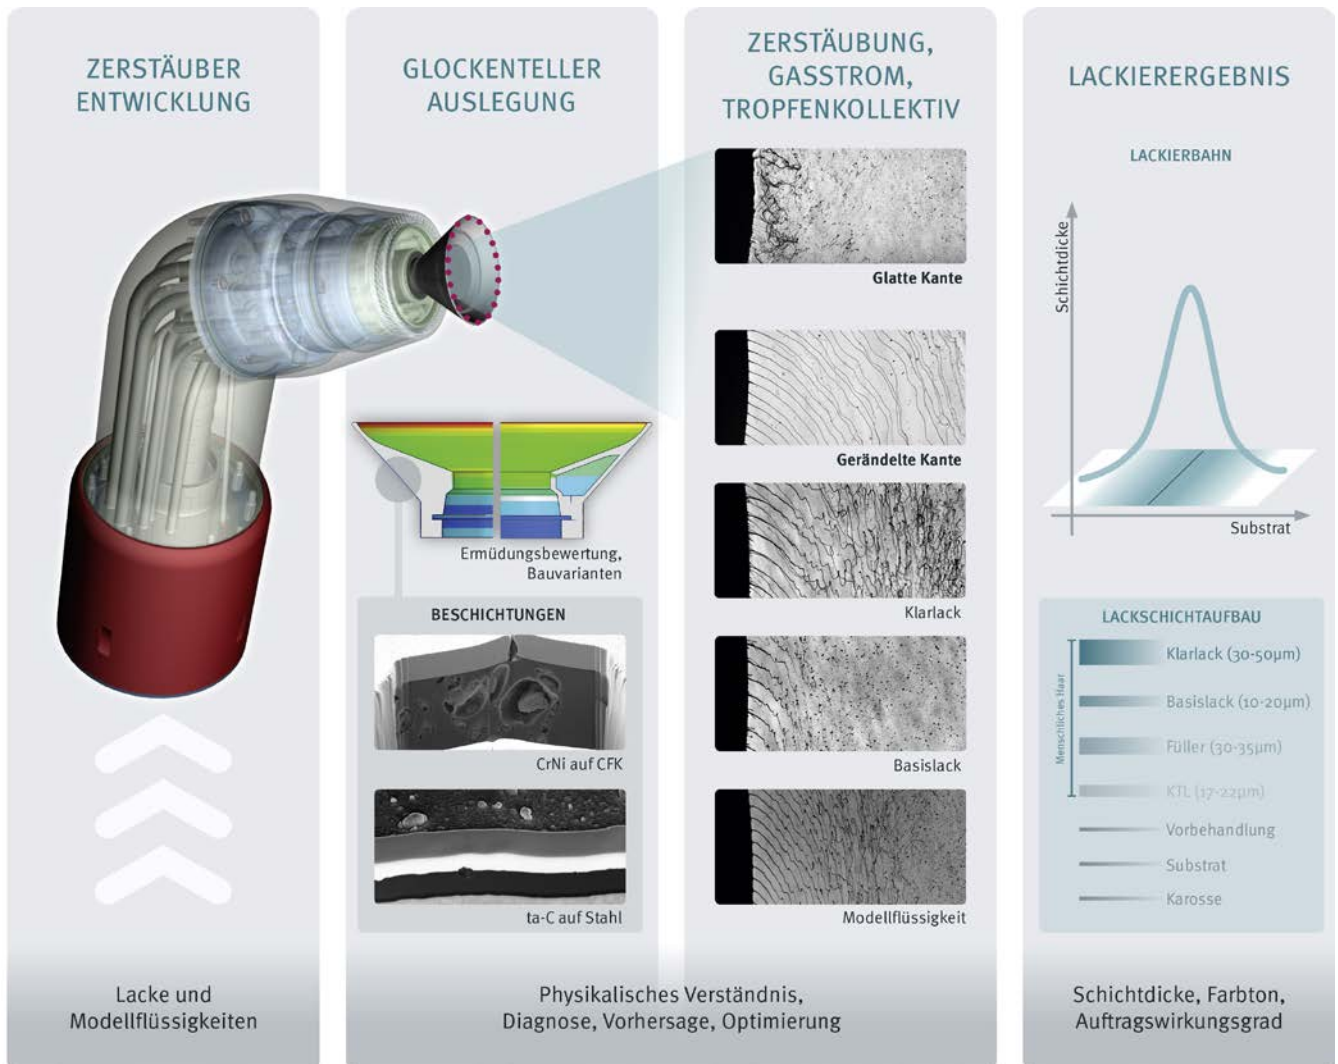 ZERSTÄUBER
ENTWICKLUNG
Lacke und
Modellflüssigkeiten
GLOCKENTELLER
AUSLEGUNG
Ermüdungsbewertung,
Bauvarianten
BESCHICHTUNGEN
CrNi auf CFK
ta-C auf Stahl
ZERSTÄUBUNG,
GASSTROM,
TROPFENKOLLEKTIV
Glatte Kante
Gerändelte Kante
Klarlack
Basislack
Modellflüssigkeit
Physikalisches Verständnis,
Diagnose, Vorhersage, Optimierung
LACKIERERGEBNIS
LACKIERBAHN
Schichtdicke
Substrat
LACKSCHICHTAUFBAU
Menschliches Haar
Klarlack (30-50µm)
Basislack (10-20µm)
Füller (30-35µm)
KTL (17-22µm)
Vorbehandlung
Substrat
Karosse
Schichtdicke, Farbton,
Auftragswirkungsgrad